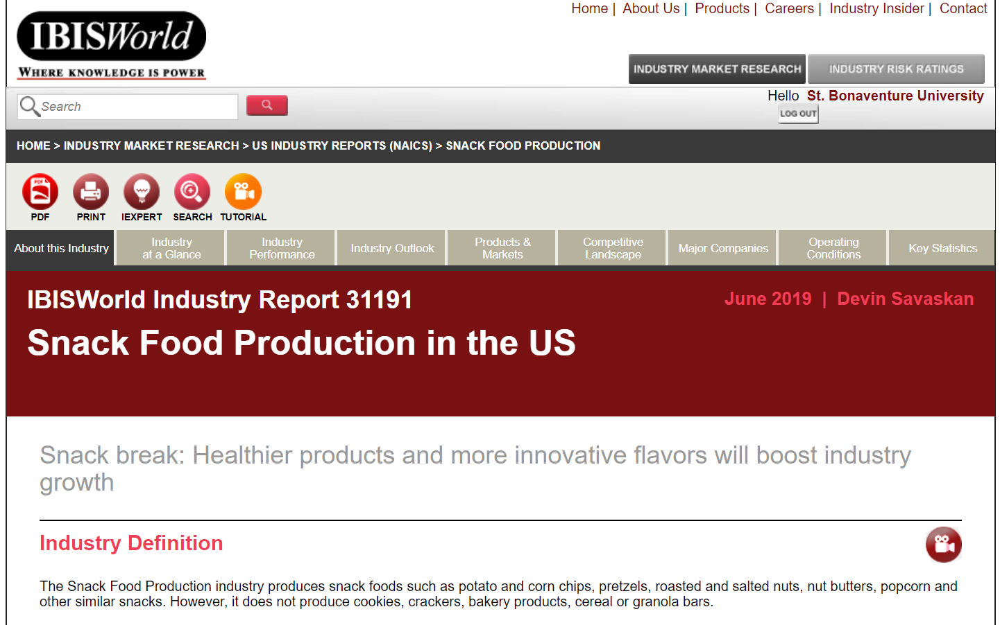 Home | About Us | Products | Careers | Industry Insider | Contact
IBISWorld
WHERE KNOWLEDGE IS POWER
INDUSTRY MARKET RESEARCH
INDUSTRY RISK RATINGS
Search
Hello St. Bonaventure University
LOG OUT
HOME > INDUSTRY MARKET RESEARCH > US INDUSTRY REPORTS (NAICS) > SNACK FOOD PRODUCTION
PDF
PDF
PRINT
IEXPERT
SEARCH
TUTORIAL
About this Industry
Industry
at a Glance
Industry
Performance
Industry Outlook
Products &
Markets
Competitive
Landscape
Major Companies
Operating
Conditions
Key Statistics
IBISWorld Industry Report 31191
June 2019 | Devin Savaskan
Snack Food Production in the US
Snack break: Healthier products and more innovative flavors will boost industry
growth
Industry Definition
The Snack Food Production industry produces snack foods such as potato and corn chips, pretzels, roasted and salted nuts, nut butters, popcorn and
other similar snacks. However, it does not produce cookies, crackers, bakery products, cereal or granola bars.